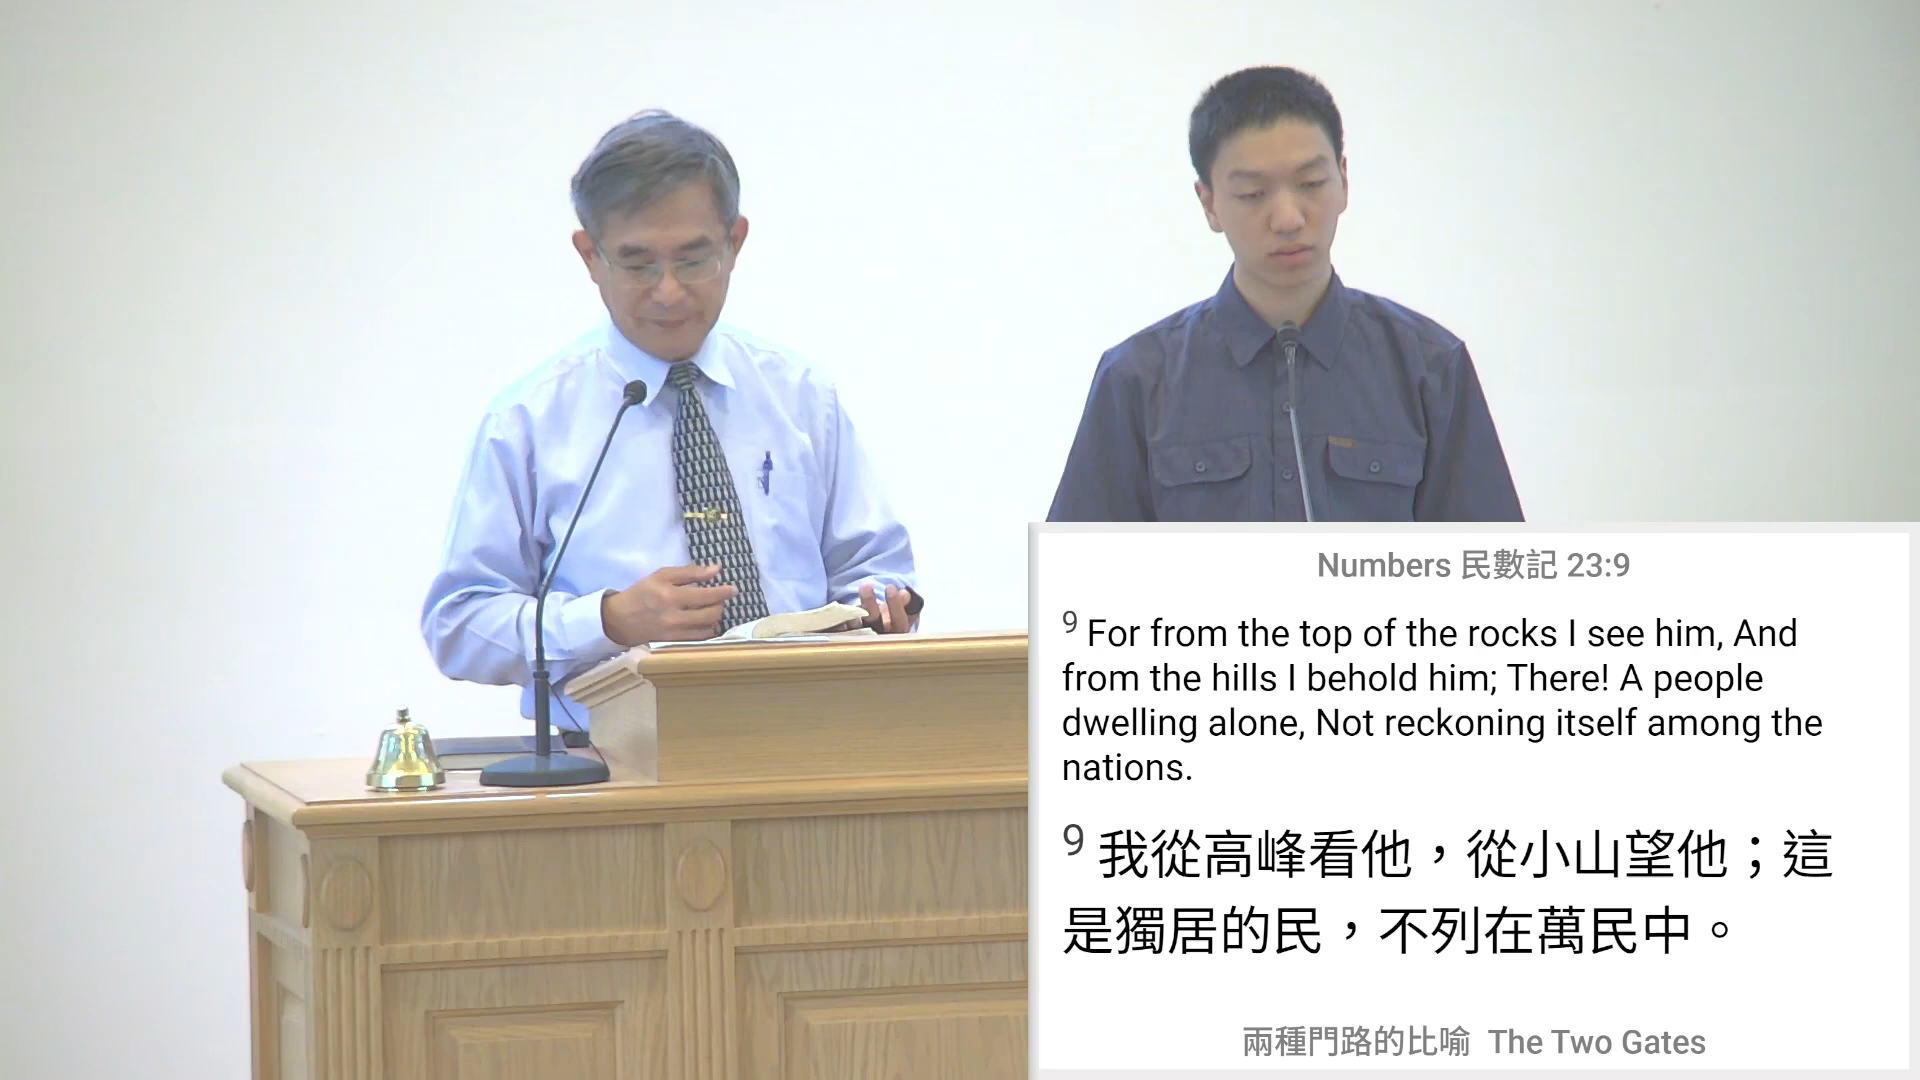 Numbers 民數記 23:9
9 For from the top of the rocks I see him, And
from the hills I behold him; There! A people
dwelling alone, Not reckoning itself among the
nations.
9 我從高峰看他，從小山望他；這
是獨居的民，不列在萬民中。
兩種門路的比喻 The Two Gates